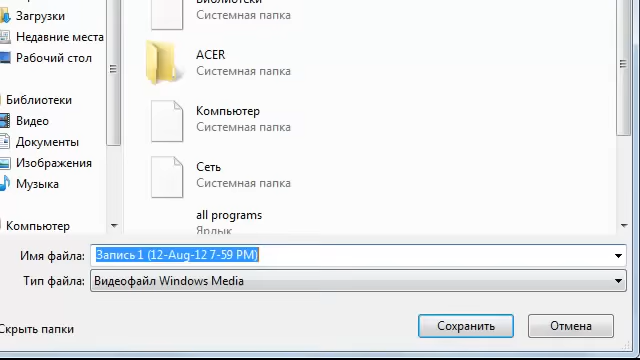 Загрузки
Недавние места
Рабочий стол
Библиотеки
Видео
Документы
Изображения
Музыка
Компьютер
Библиотеки
Системная папка
ACER
Системная папка
Компьютер
Системная папка
Сеть
Системная папка
all programs
Ярлык
Имя файла: Запись 1 (12-Aug-12 7-59 PM)
Тип файла: Видеофайл Windows Media
Скрыть папки
Сохранить
Отмена